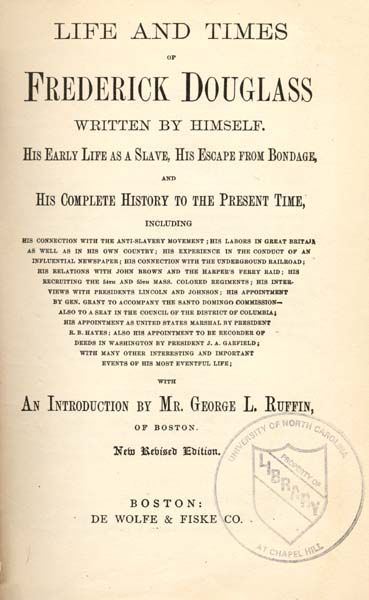 LIFE AND TIMES
OF
FREDERICK DOUGLASS
WRITTEN BY HIMSELF.
HIS EARLY LIFE AS A SLAVE, HIS ESCAPE FROM BONDAGE,
AND
HIS COMPLETE HISTORY TO THE PRESENT TIME,
INCLUDING
HIS CONNECTION WITH THE ANTI-SLAVERY MOVEMENT; HIS LABORS IN GREAT BRITAIN
AS WELL AS IN HIS OWN COUNTRY; HIS EXPERIENCE IN THE CONDUCT OF AN
INFLUENTIAL NEWSPAPER; HIS CONNECTION WITH THE UNDERGROUND RAILROAD;
HIS RELATIONS WITH JOHN BROWN AND THE HARPER'S FERRY RAID; HIS
RECRUITING THE 54TH AND 55TH MASS. COLORED REGIMENTS; HIS INTER-
VIEWS WITH PRESIDENTS LINCOLN AND JOHNSON; HIS APPOINTMENT
BY GEN. GRANT TO ACCOMPANY THE SANTO DOMINGO COMMISSION—
ALSO TO A SEAT IN THE COUNCIL OF THE DISTRICT OF COLUMBIA;
HIS APPOINTMENT AS UNITED STATES MARSHAL BY PRESIDENT
R. B. HAYES; ALSO HIS APPOINTMENT TO BE RECORDER OF
DEEDS IN WASHINGTON BY PRESIDENT J. A. GARFIELD;
WITH MANY OTHER INTERESTING AND IMPORTANT
EVENTS OF HIS MOST EVENTFUL LIFE;
WITH
AN INTRODUCTION BY MR. GEORGE L. RUFFIN,
OF BOSTON.
New Revised Edition.
BOSTON:
DE WOLFE & FISKE CO.
UNIVERSITY OF NORTH CAROLINA
PROPERTY OF
LIBRARY
AT CHAPEL HILL